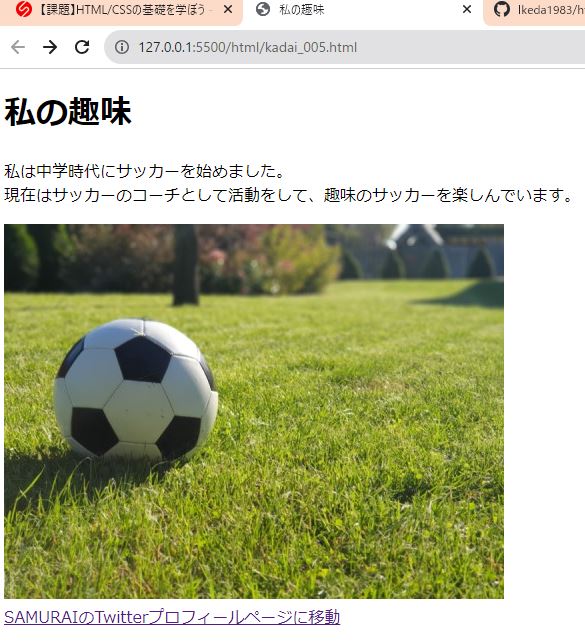 【課題】HTML/CSSの基礎を学ぼう -
私の趣味
Ikeda1983/h
127.0.0.1:5500/html/kadai_005.html
私の趣味
私は中学時代にサッカーを始めました。
現在はサッカーのコーチとして活動をして、趣味のサッカーを楽しんでいます。
SAMURAIのTwitterプロフィールページに移動